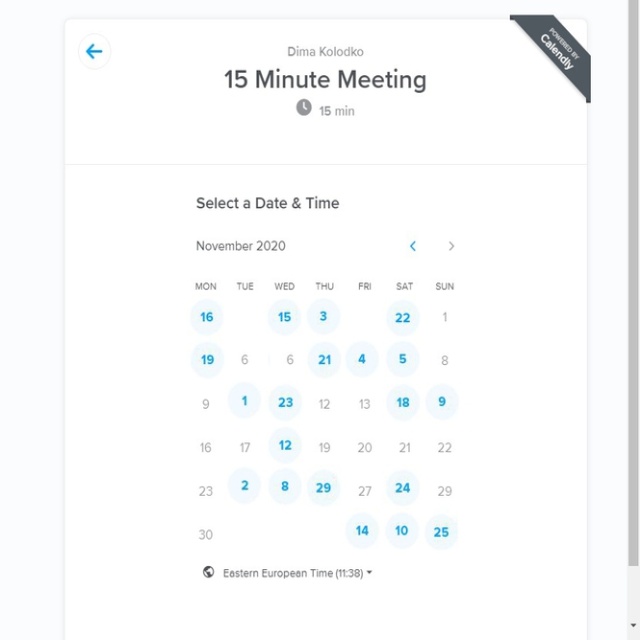 Dima Kolodko
15 Minute Meeting
15 min
POWERED BY
Calendly
Select a Date & Time
November 2020
MON TUE WED THU FRI SAT SUN
16 15 3 22 1
19 6 6 21 4 5 8
9 1 23 12 13 18 9
16 17 12 19 20 21 22
23 2 8 29 27 24 29
30 14 10 25
Eastern European Time (11:38)